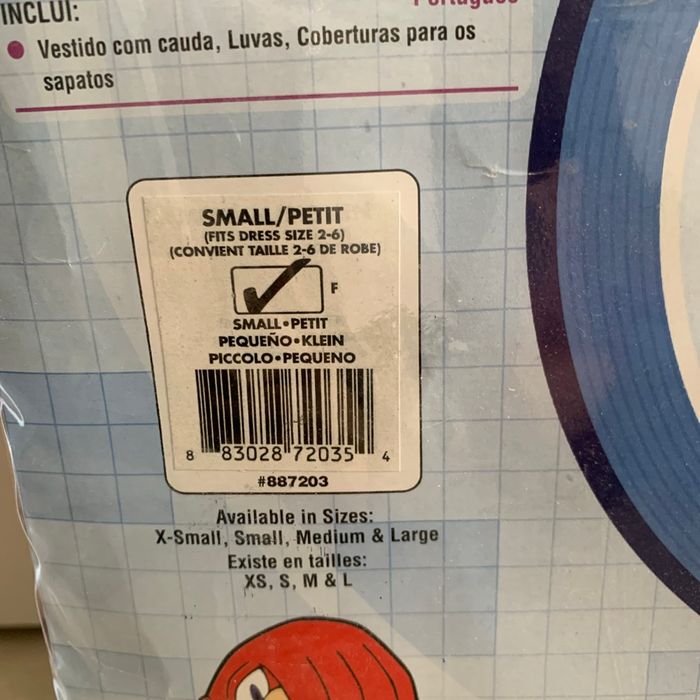 INCLUI:
Português
• Vestido com cauda, Luvas, Coberturas para os
sapatos
SMALL/PETIT
(FITS DRESS SIZE 2-6)
(CONVIENT TAILLE 2-6 DE ROBE)
F
SMALL•PETIT
PEQUEÑO•KLEIN
PICCOLO•PEQUENO
8 83028 72035 4
#887203
Available in Sizes:
X-Small, Small, Medium & Large
Existe en tailles:
XS, S, M & L